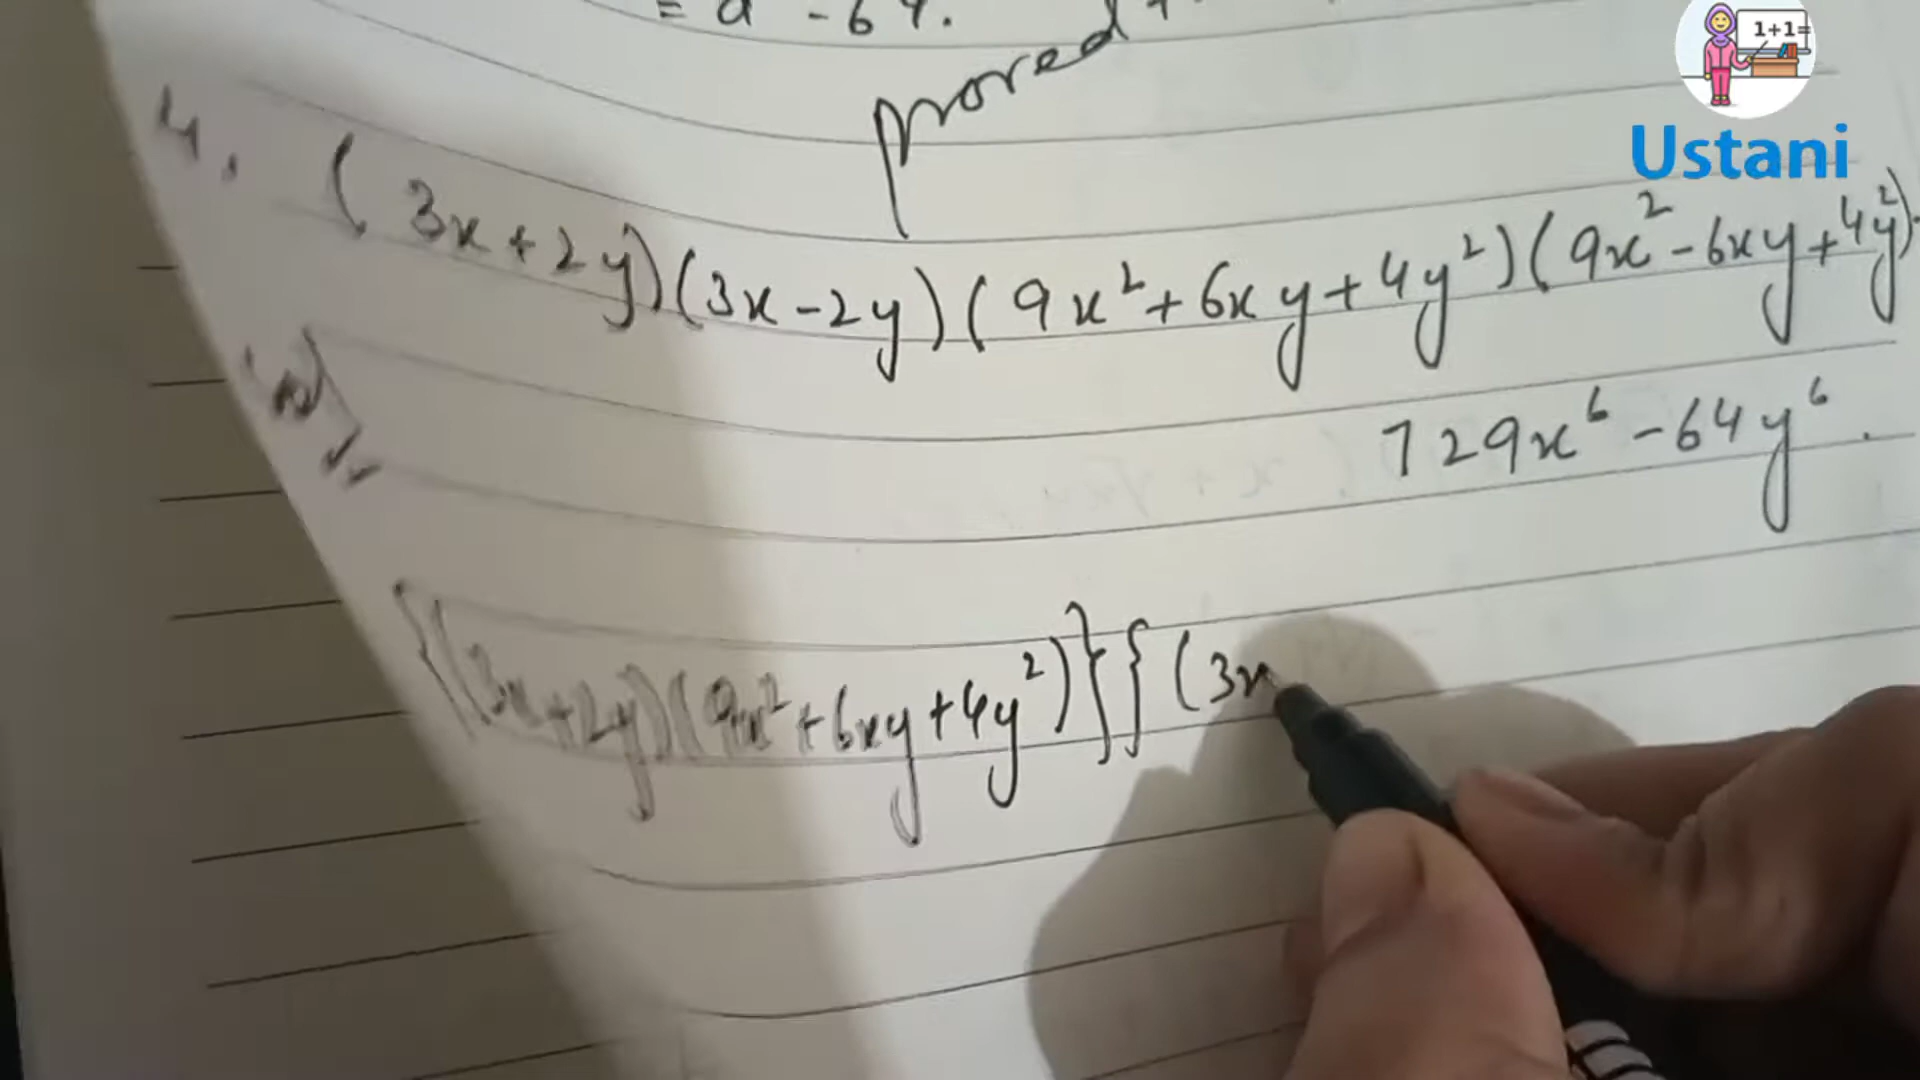 = a - 64.
proved
1+1=
Ustani
4. (3x+2y)(3x-2y)(9x²+6xy+4y²)(9x²-6xy+4y²).
729x⁶-64y⁶.
{(3x+2y)(9x²+6xy+4y²)}{(3x